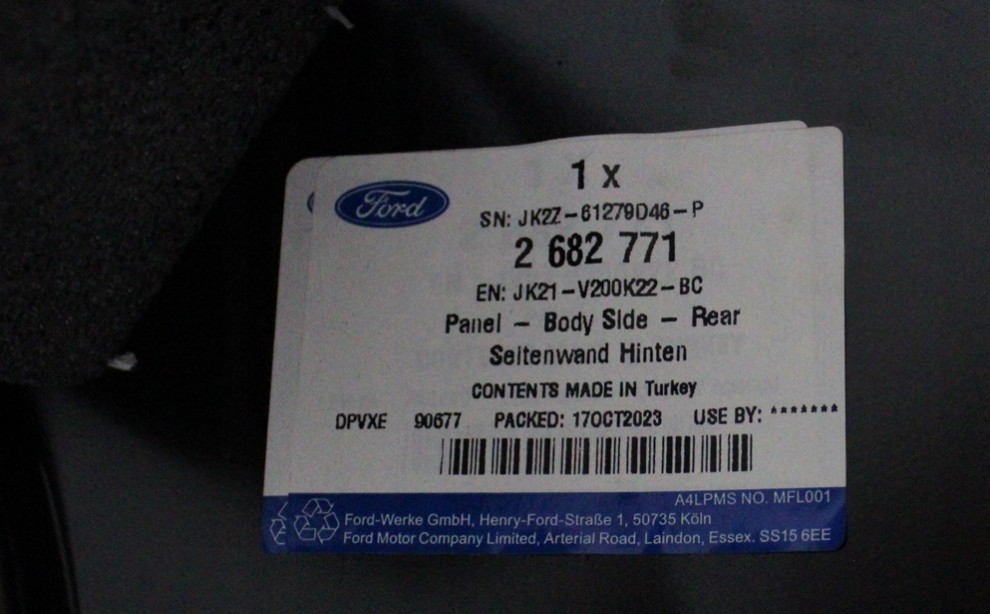 1 x
Ford
SN: JK2Z-61279D46-P
2 682 771
EN: JK21-V200K22-BC
Panel - Body Side - Rear
Seitenwand Hinten
CONTENTS MADE IN Turkey
DPVXE 90677 PACKED: 17OCT2023 USE BY: *******
A4LPMS NO. MFL001
Ford-Werke GmbH, Henry-Ford-Straße 1, 50735 Köln
Ford Motor Company Limited, Arterial Road, Laindon, Essex. SS15 6EE